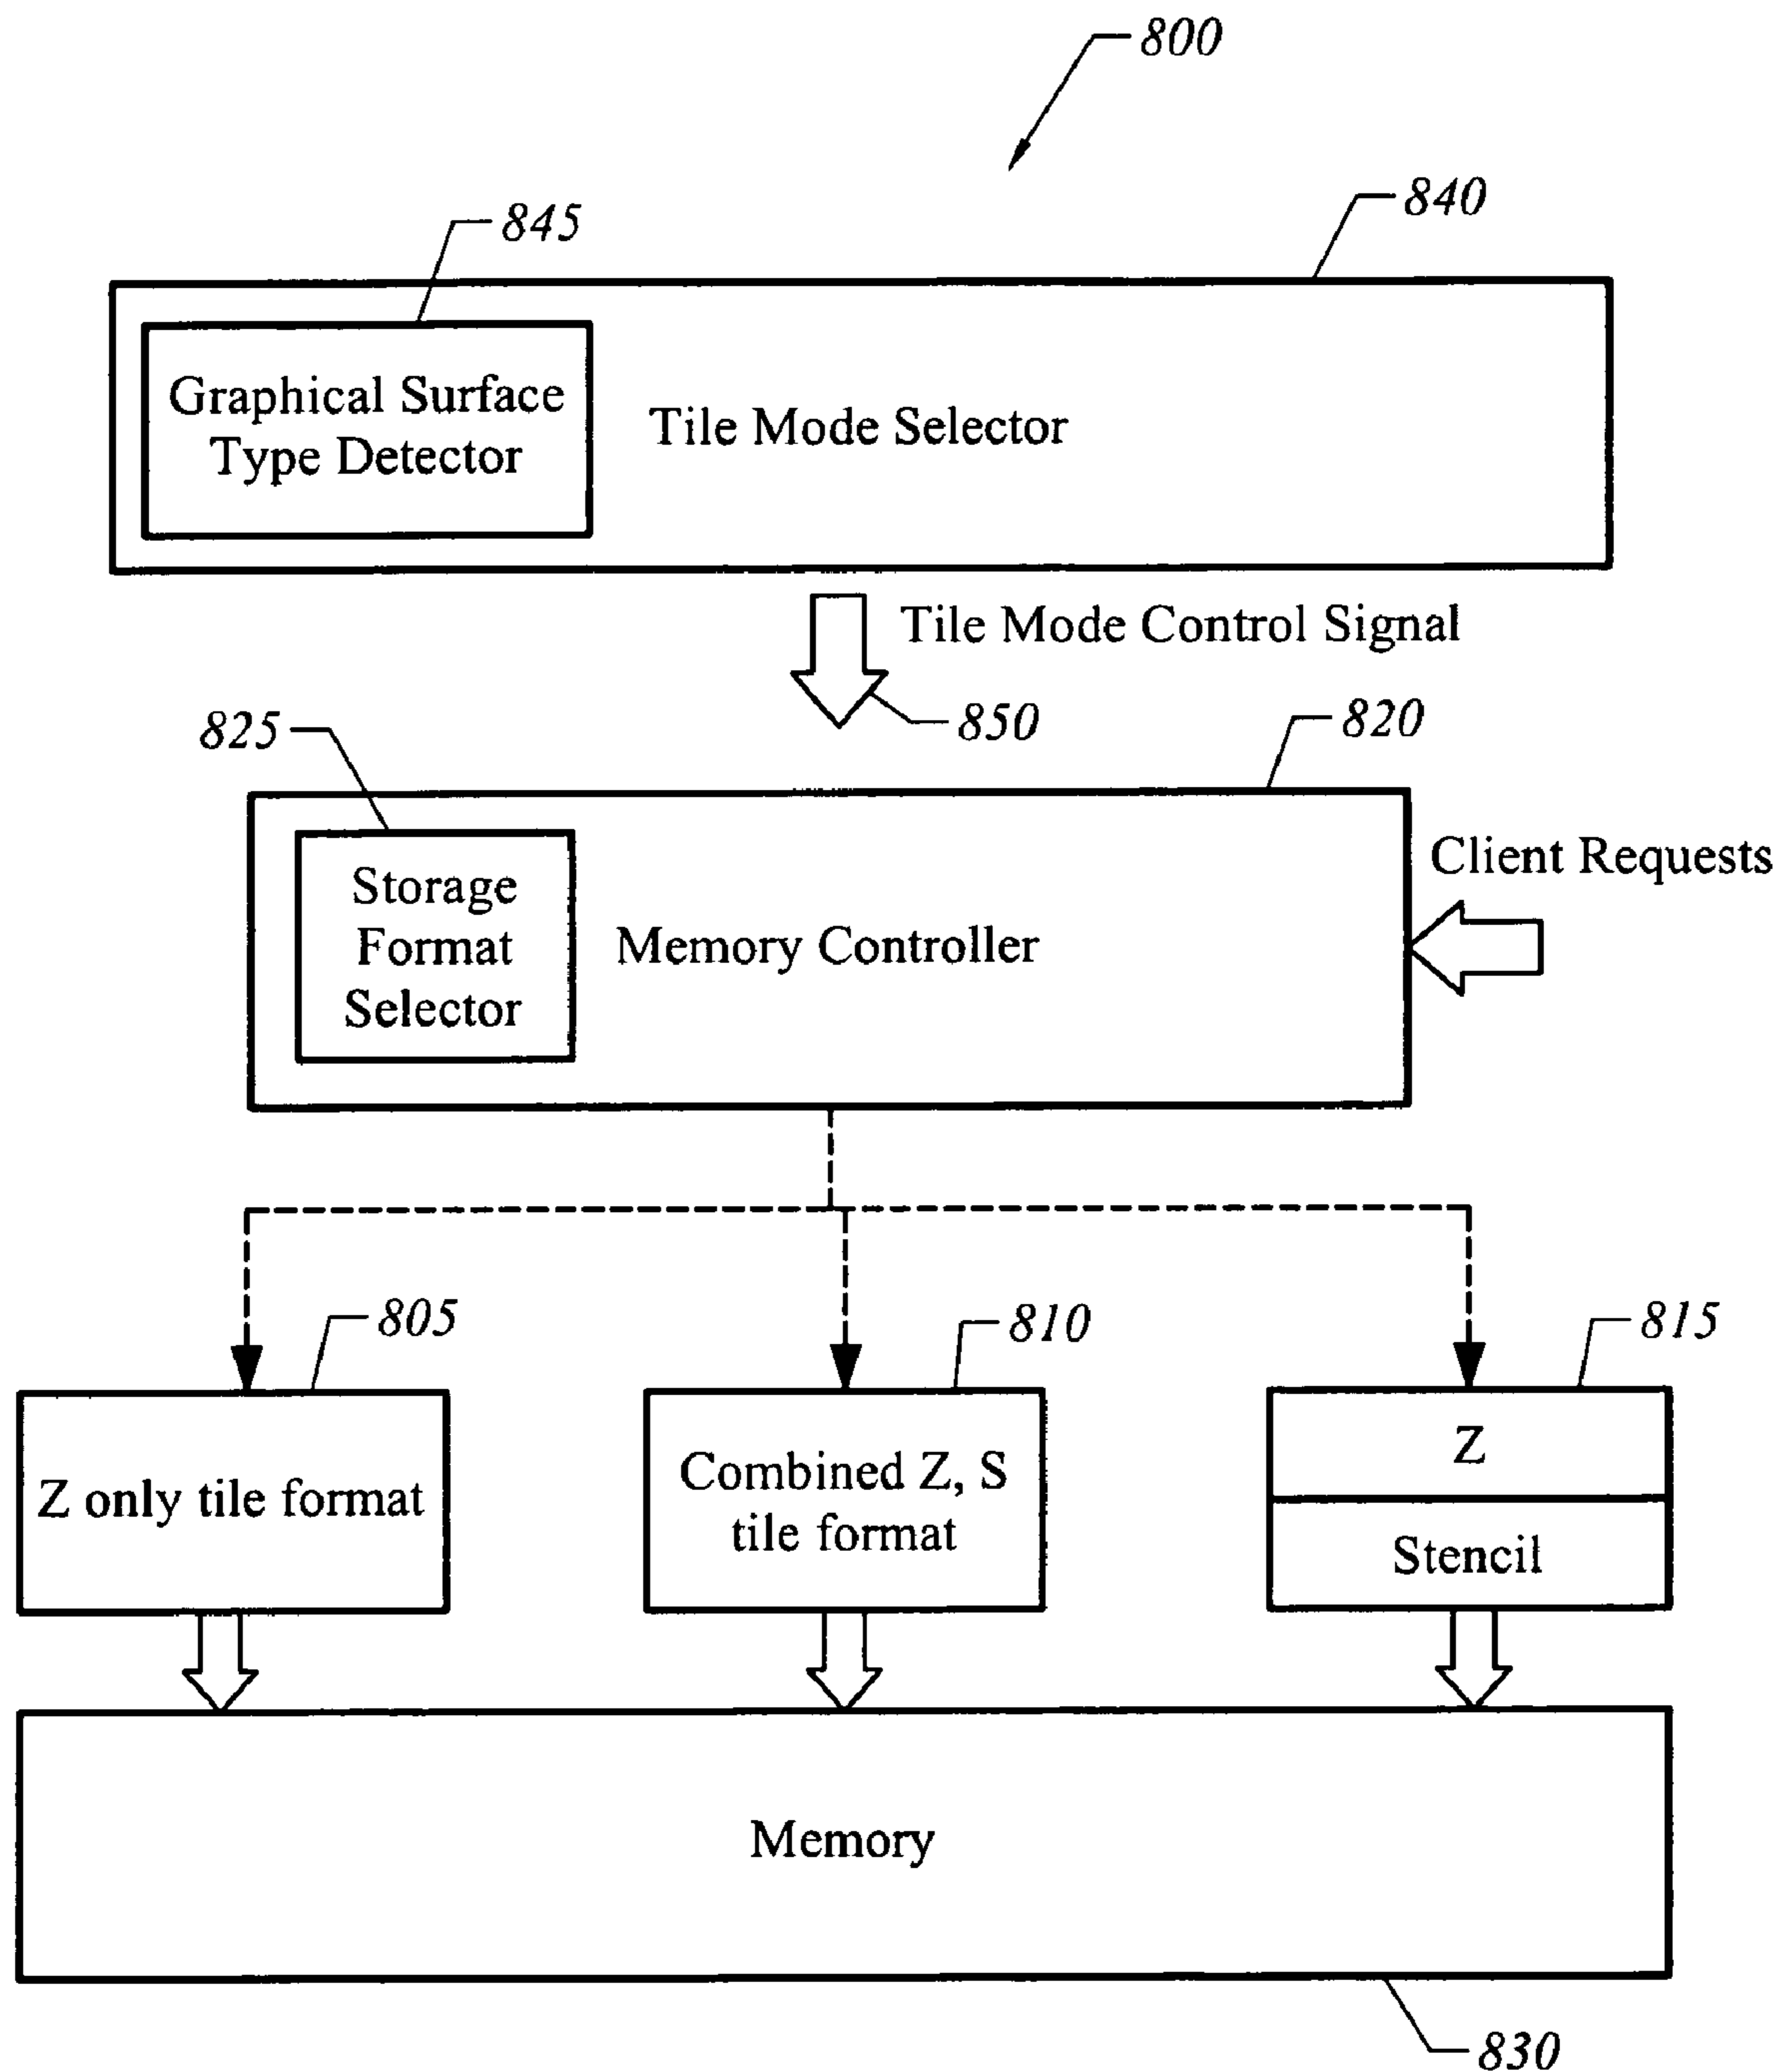 800
840
845
Graphical Surface
Type Detector
Tile Mode Selector
Tile Mode Control Signal
850
820
825
Storage
Format
Selector
Memory Controller
Client Requests
805
810
815
Z only tile format
Combined Z, S
tile format
Z
Stencil
Memory
830